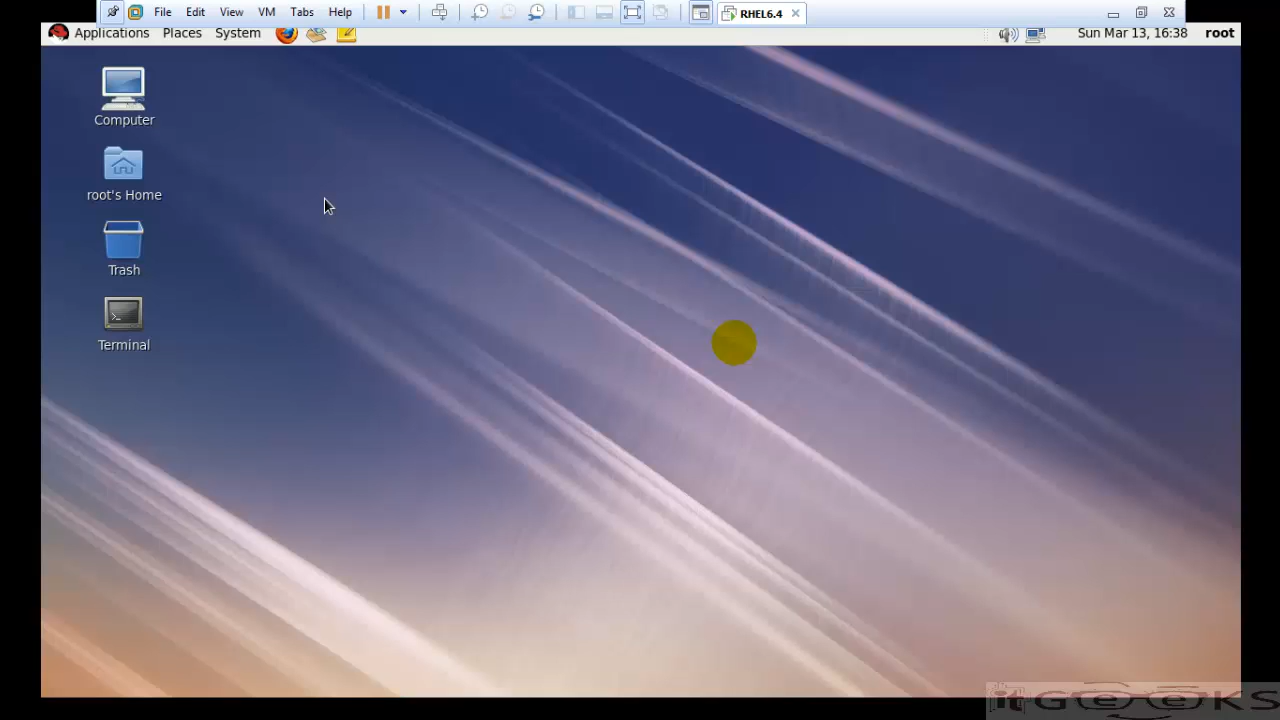 File Edit View VM Tabs Help RHEL6.4
Applications Places System Sun Mar 13, 16:38 root
Computer
root's Home
Trash
Terminal
itGeeKS